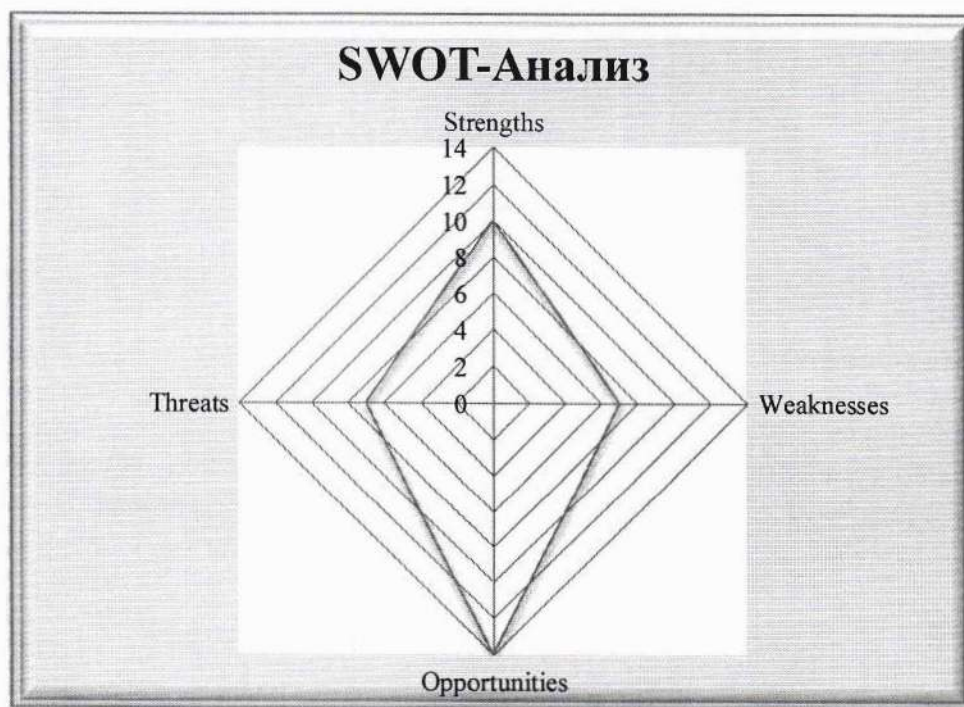 SWOT-Анализ
Strengths
14
12
10
8
6
4
2
0
Threats
Weaknesses
Opportunities